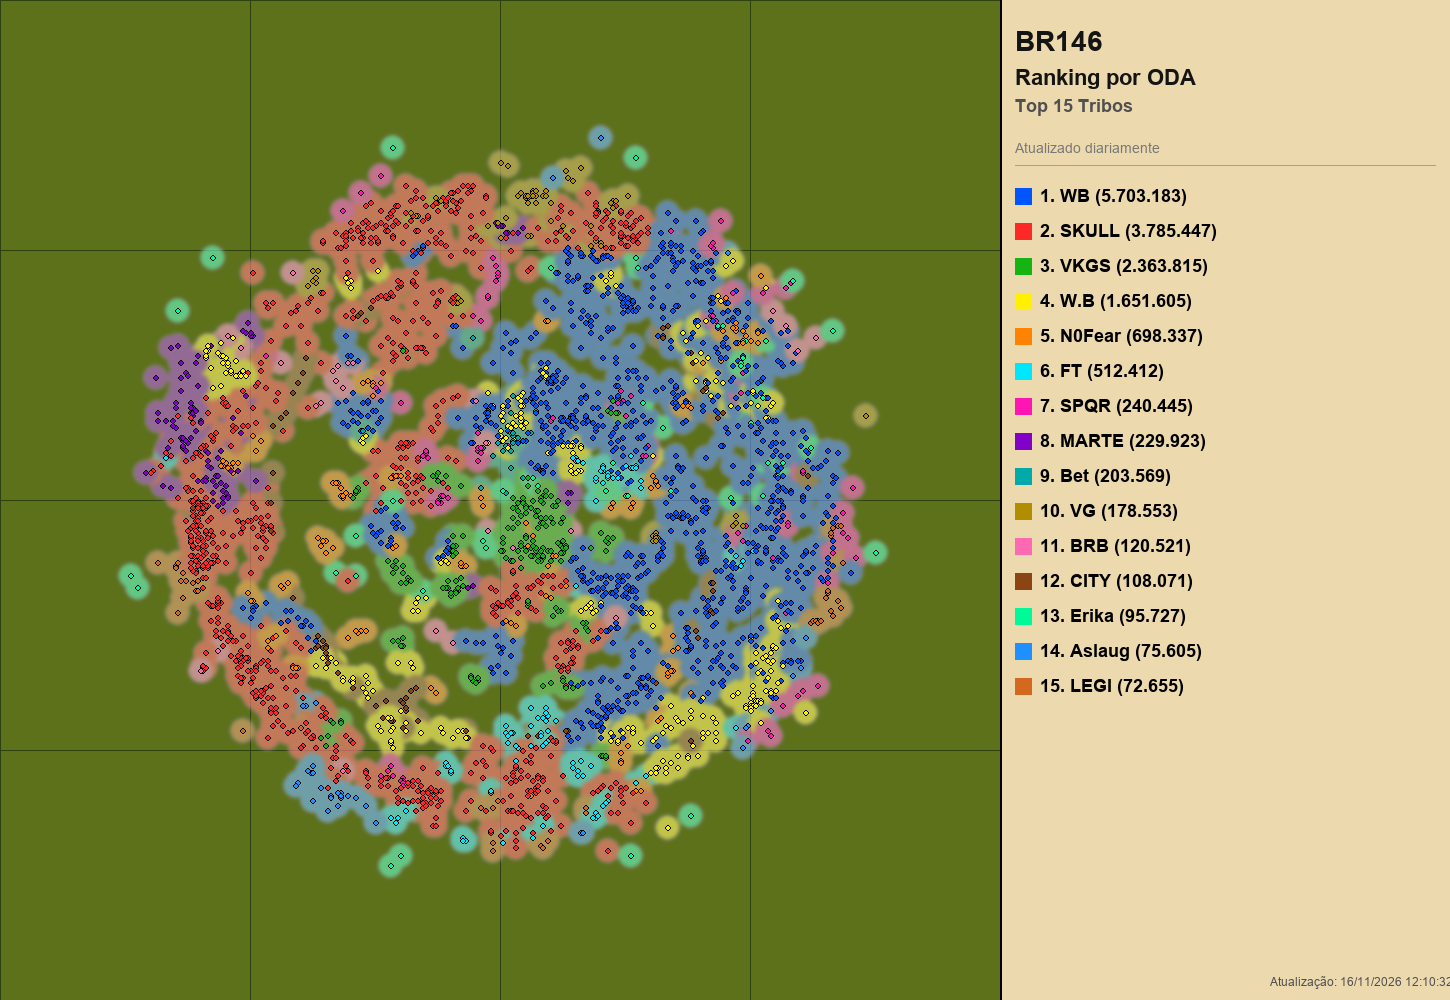 BR146
Ranking por ODA
Top 15 Tribos
Atualizado diariamente
1. WB (5.703.183)
2. SKULL (3.785.447)
3. VKGS (2.363.815)
4. W.B (1.651.605)
5. N0Fear (698.337)
6. FT (512.412)
7. SPQR (240.445)
8. MARTE (229.923)
9. Bet (203.569)
10. VG (178.553)
11. BRB (120.521)
12. CITY (108.071)
13. Erika (95.727)
14. Aslaug (75.605)
15. LEGI (72.655)
Atualização: 16/11/2026 12:10:32